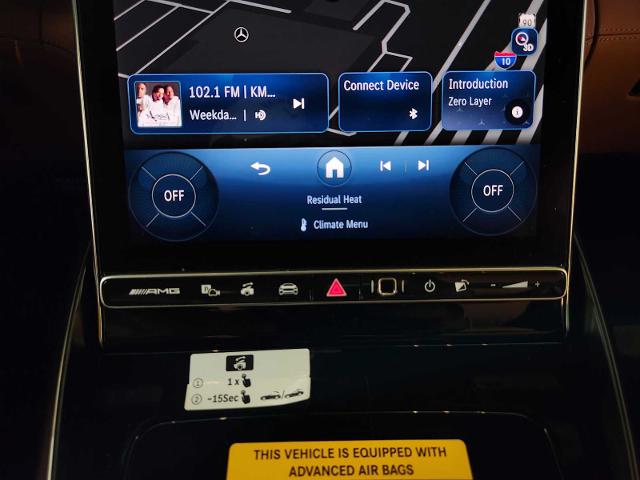 90
3D
10
102.1 FM | KM...
Weekda... |
Connect Device
Introduction
Zero Layer
OFF
OFF
Residual Heat
Climate Menu
AMG
- +
① 1 x
② ~15Sec
THIS VEHICLE IS EQUIPPED WITH
ADVANCED AIR BAGS